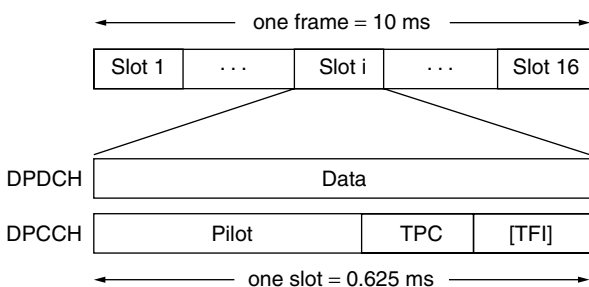 one frame = 10 ms
Slot 1 · · · Slot i · · · Slot 16
DPDCH Data
DPCCH Pilot TPC [TFI]
one slot = 0.625 ms